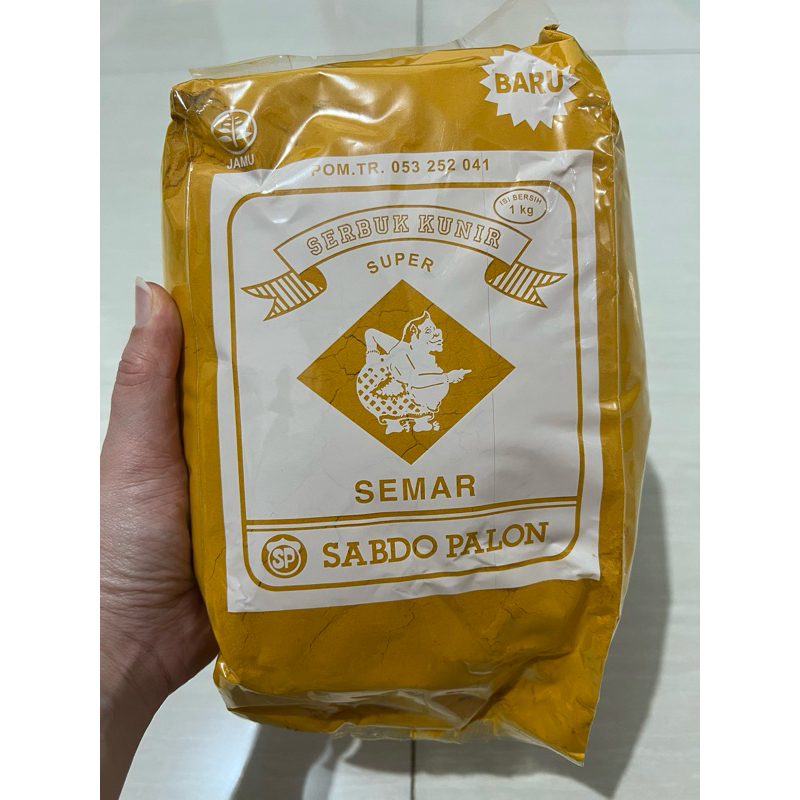 BARU
JAMU
POM.TR. 053 252 041
ISI BERSIH
1 kg
SERBUK KUNIR
SUPER
SEMAR
SP
SABDO PALON